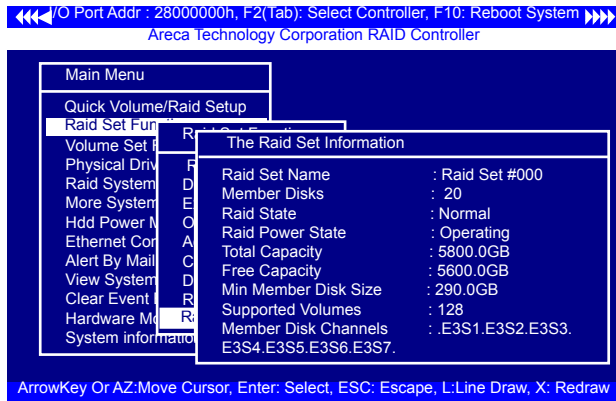 I/O Port Addr : 28000000h, F2(Tab): Select Controller, F10: Reboot System
Areca Technology Corporation RAID Controller
Main Menu
Quick Volume/Raid Setup
Raid Set
Volume Set
Physical
Raid System
More System
Hdd Power
Ethernet
Alert By Mail
View System
Clear Event
Hardware
System
The Raid Set Information
Raid Set Name : Raid Set #000
Member Disks : 20
Raid State : Normal
Raid Power State : Operating
Total Capacity : 5800.0GB
Free Capacity : 5600.0GB
Min Member Disk Size : 290.0GB
Supported Volumes : 128
Member Disk Channels : .E3S1.E3S2.E3S3.
E3S4.E3S5.E3S6.E3S7.
ArrowKey Or AZ:Move Cursor, Enter: Select, ESC: Escape, L:Line Draw, X: Redraw